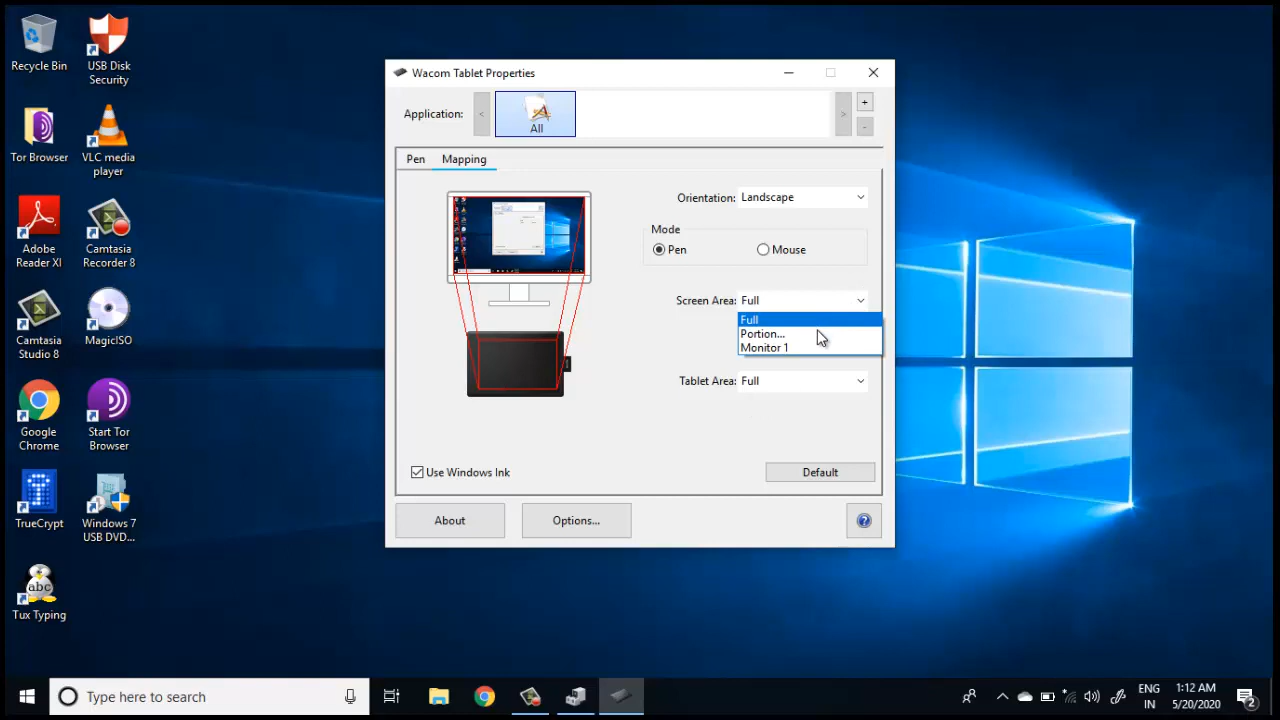 Recycle Bin
USB Disk
Security
Tor Browser
VLC media
player
Adobe
Reader XI
Camtasia
Recorder 8
Camtasia
Studio 8
MagicISO
Google
Chrome
Start Tor
Browser
TrueCrypt
Windows 7
USB DVD...
abc
Tux Typing
Wacom Tablet Properties
Application:
<
All
>
+
-
Pen Mapping
Orientation: Landscape
Mode
Pen Mouse
Screen Area: Full
Full
Portion...
Monitor 1
Tablet Area: Full
Use Windows Ink
Default
About
Options...
?
Type here to search
ENG
IN
1:12 AM
5/20/2020
2